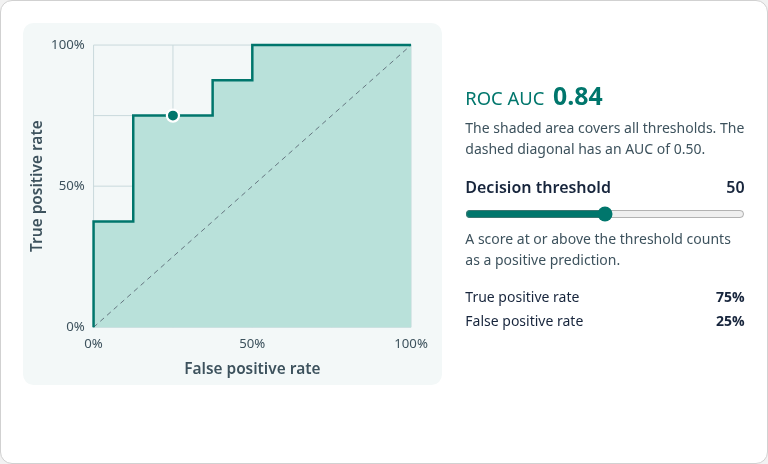 100%
50%
0%
True positive rate
0%
50%
100%
False positive rate
ROC AUC 0.84
The shaded area covers all thresholds. The
dashed diagonal has an AUC of 0.50.
Decision threshold 50
A score at or above the threshold counts
as a positive prediction.
True positive rate 75%
False positive rate 25%